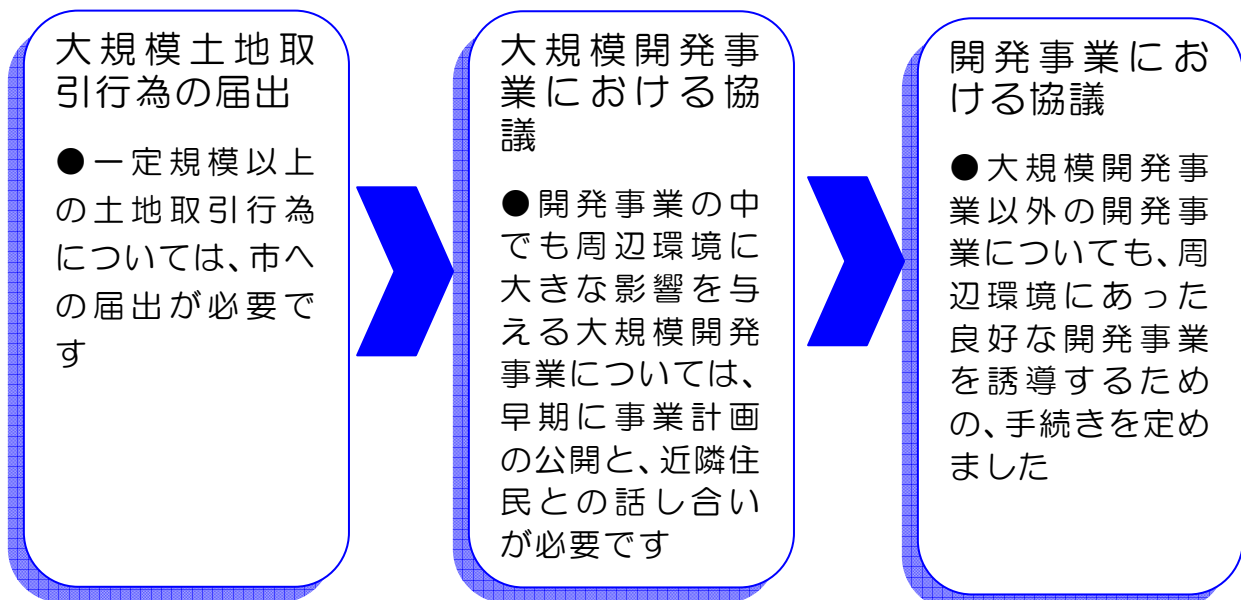 大規模土地取
引行為の届出
●一定規模以上
の土地取引行為
については、市へ
の届出が必要で
す
大規模開発事
業における協
議
●開発事業の中
でも周辺環境に
大きな影響を与
える大規模開発
事業については、
早期に事業計画
の公開と、近隣住
民との話し合い
が必要です
開発事業にお
ける協議
●大規模開発事
業以外の開発事
業についても、周
辺環境にあった
良好な開発事業
を誘導するため
の、手続きを定め
ました